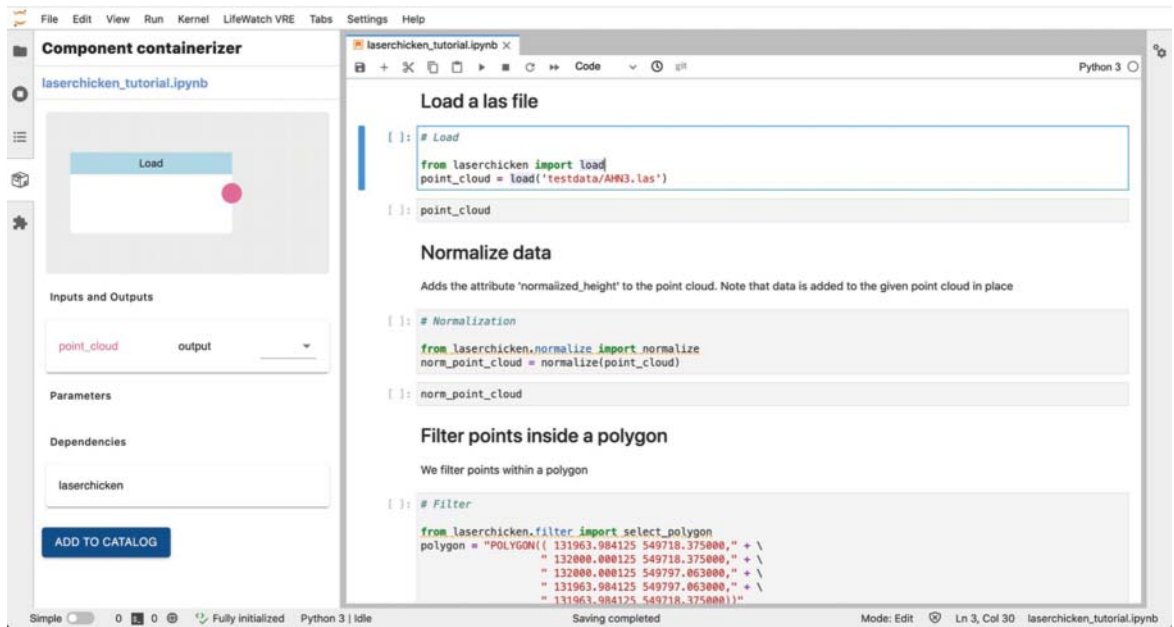 File Edit View Run Kernel LifeWatch VRE Tabs Settings Help
Component containerizer
laserchicken_tutorial.ipynb
Load
Inputs and Outputs
point_cloud output
Parameters
Dependencies
laserchicken
ADD TO CATALOG
laserchicken_tutorial.ipynb
Code
git
Python 3
Load a las file
[ ]: # Load
from laserchicken import load
point_cloud = load('testdata/AHN3.las')
[ ]: point_cloud
Normalize data
Adds the attribute 'normaiized_height' to the point cloud. Note that data is added to the given point cloud in place
[ ]: # Normalization
from laserchicken.normalize import normalize
norm_point_cloud = normalize(point_cloud)
[ ]: norm_point_cloud
Filter points inside a polygon
We filter points within a polygon
[ ]: # Filter
from laserchicken.filter import select_polygon
polygon = "POLYGON(( 131963.984125 549718.375000," + \
" 132000.000125 549718.375000," + \
" 132000.000125 549797.063000," + \
" 131963.984125 549797.063000," + \
" 131963.984125 549718.375000))"
Simple 0 0 Fully initialized Python 3 | Idle Saving completed Mode: Edit Ln 3, Col 30 laserchicken_tutorial.ipynb